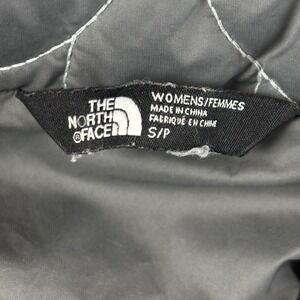 THE
NORTH
FACE
WOMENS/FEMMES
MADE IN CHINA
FABRIQUÉ EN CHINE
S/P